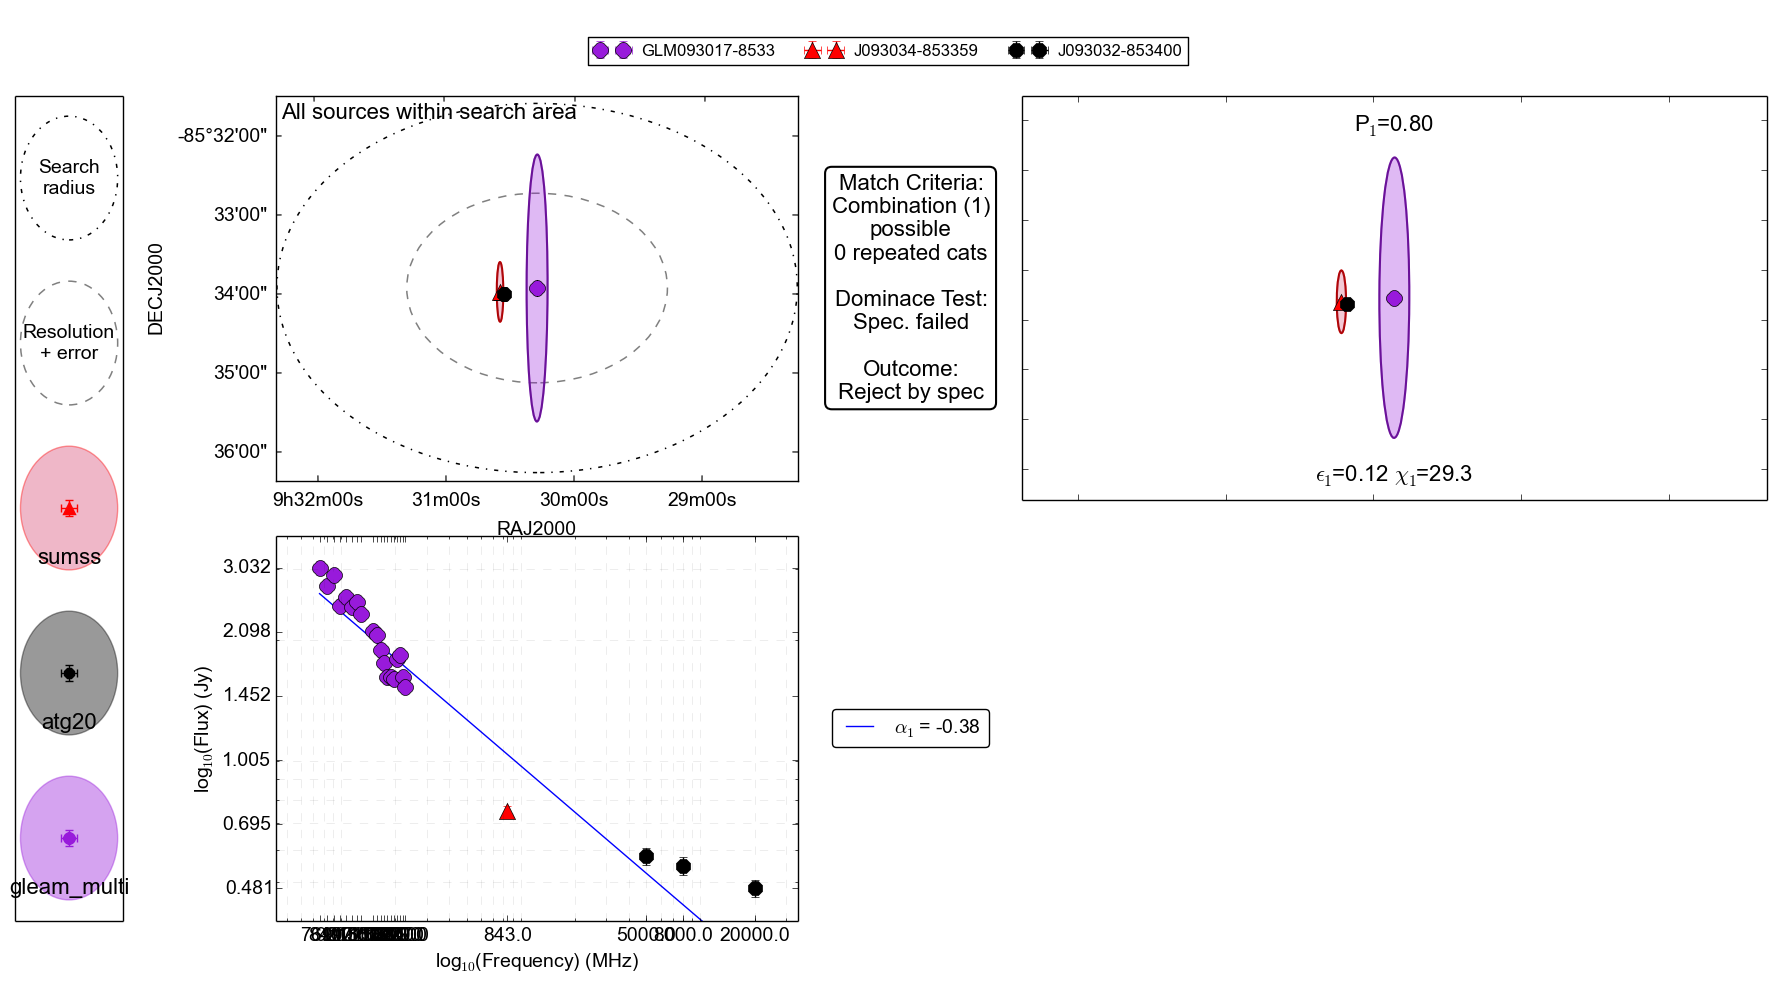 GLM093017-8533
J093034-853359
J093032-853400
Search
radius
Resolution
+ error
sumss
atg20
gleam_multi
All sources within search area
DECJ2000
-85°32'00"
33'00"
34'00"
35'00"
36'00"
9h32m00s
31m00s
30m00s
29m00s
RAJ2000
Match Criteria:
Combination (1)
possible
0 repeated cats
Dominace Test:
Spec. failed
Outcome:
Reject by spec
P₁=0.80
ϵ₁=0.12 χ₁=29.3
log₁₀(Flux) (Jy)
3.032
2.098
1.452
1.005
0.695
0.481
843.0
5000.0
8000.0
20000.0
log₁₀(Frequency) (MHz)
α₁ = -0.38